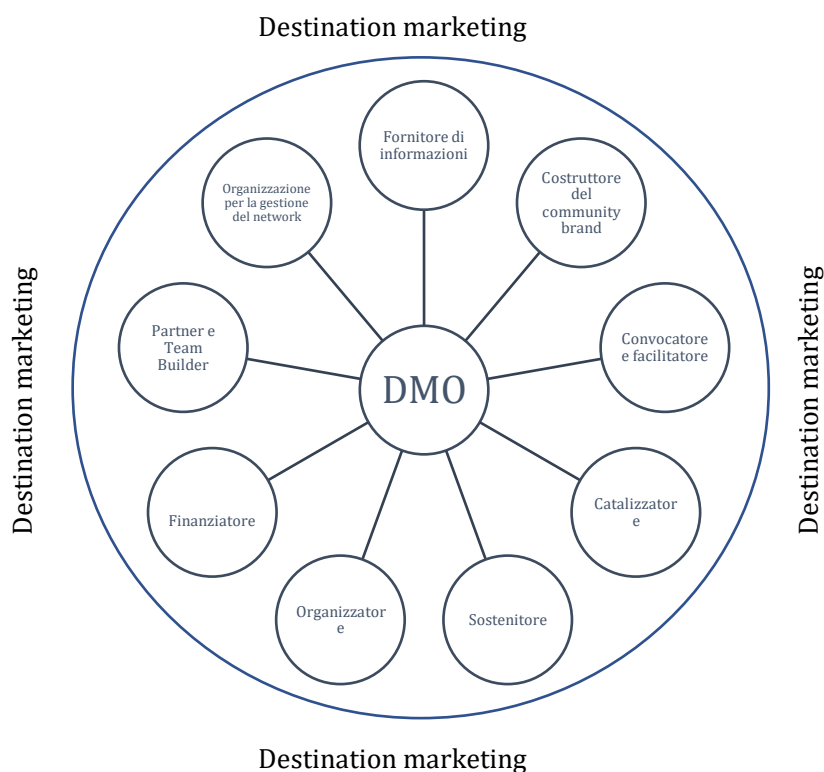 Destination marketing
Fornitore di
informazioni
Costruttore
del
community
brand
Organizzazione
per la gestione
del network
Convocatore
e facilitatore
Partner e
Team
Builder
DMO
Destination marketing
Destination marketing
Catalizzator
e
Finanziatore
Sostenitore
Organizzator
e
Destination marketing